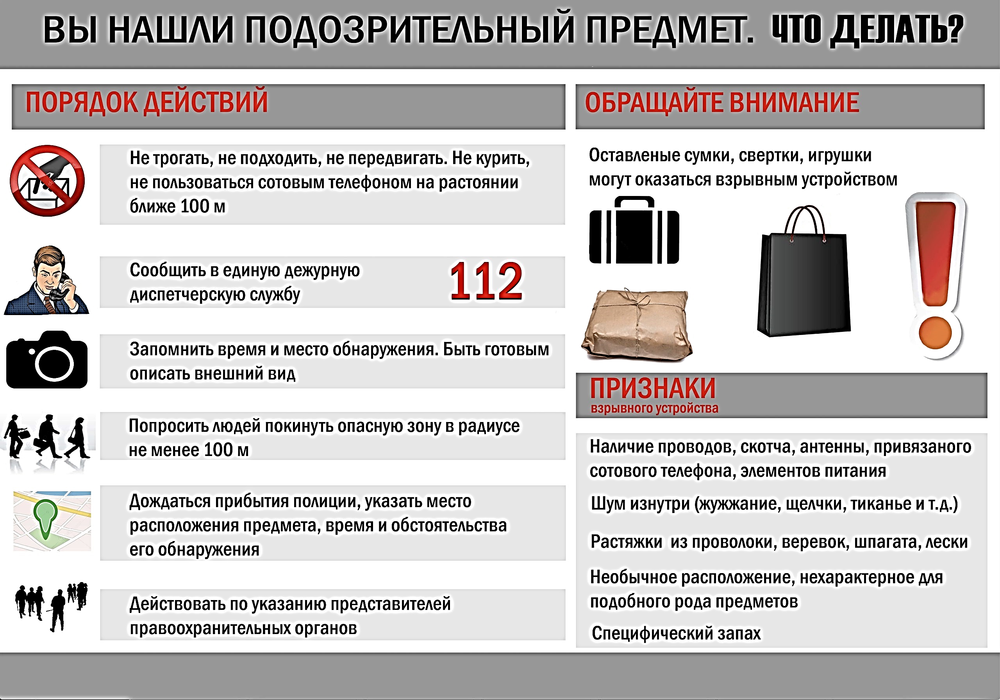 ВЫ НАШЛИ ПОДОЗРИТЕЛЬНЫЙ ПРЕДМЕТ. ЧТО ДЕЛАТЬ?
ПОРЯДОК ДЕЙСТВИЙ
Не трогать, не подходить, не передвигать. Не курить,
не пользоваться сотовым телефоном на растоянии
ближе 100 м
Сообщить в единую дежурную
диспетчерскую службу
112
Запомнить время и место обнаружения. Быть готовым
описать внешний вид
Попросить людей покинуть опасную зону в радиусе
не менее 100 м
Дождаться прибытия полиции, указать место
расположения предмета, время и обстоятельства
его обнаружения
Действовать по указанию представителей
правоохранительных органов
ОБРАЩАЙТЕ ВНИМАНИЕ
Оставленые сумки, свертки, игрушки
могут оказаться взрывным устройством
ПРИЗНАКИ
взрывного устройства
Наличие проводов, скотча, антенны, привязаного
сотового телефона, элементов питания
Шум изнутри (жужжание, щелчки, тиканье и т.д.)
Растяжки из проволоки, веревок, шпагата, лески
Необычное расположение, нехарактерное для
подобного рода предметов
Специфический запах